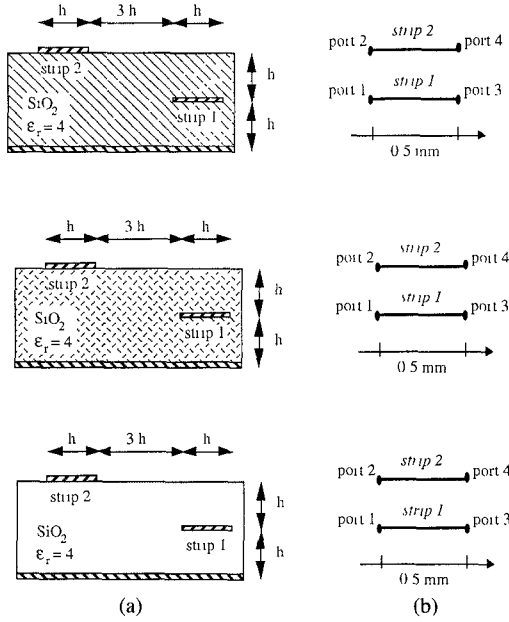 h 3 h h
strip 2
h
SiO2
εr = 4
strip 1
h
strip 2
port 2 port 4
strip 1
port 1 port 3
0 5 mm
h 3 h h
strip 2
h
SiO2
εr = 4
strip 1
h
strip 2
port 2 port 4
strip 1
port 1 port 3
0 5 mm
h 3 h h
strip 2
h
SiO2
εr = 4
strip 1
h
strip 2
port 2 port 4
strip 1
port 1 port 3
0 5 mm
(a) (b)